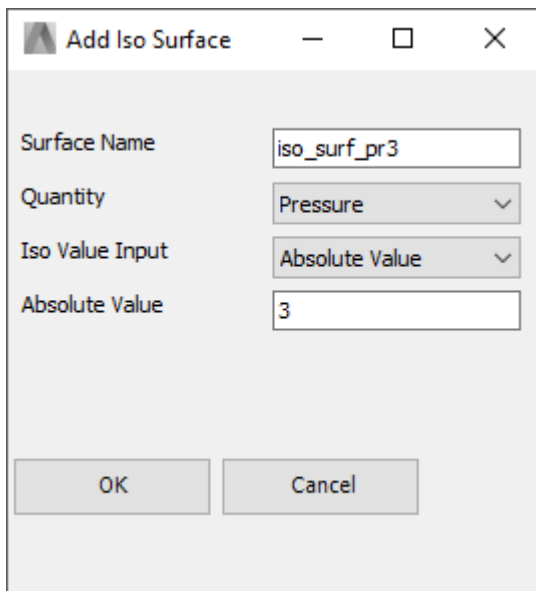 Add Iso Surface
Surface Name iso_surf_pr3
Quantity Pressure
Iso Value Input Absolute Value
Absolute Value 3
OK Cancel